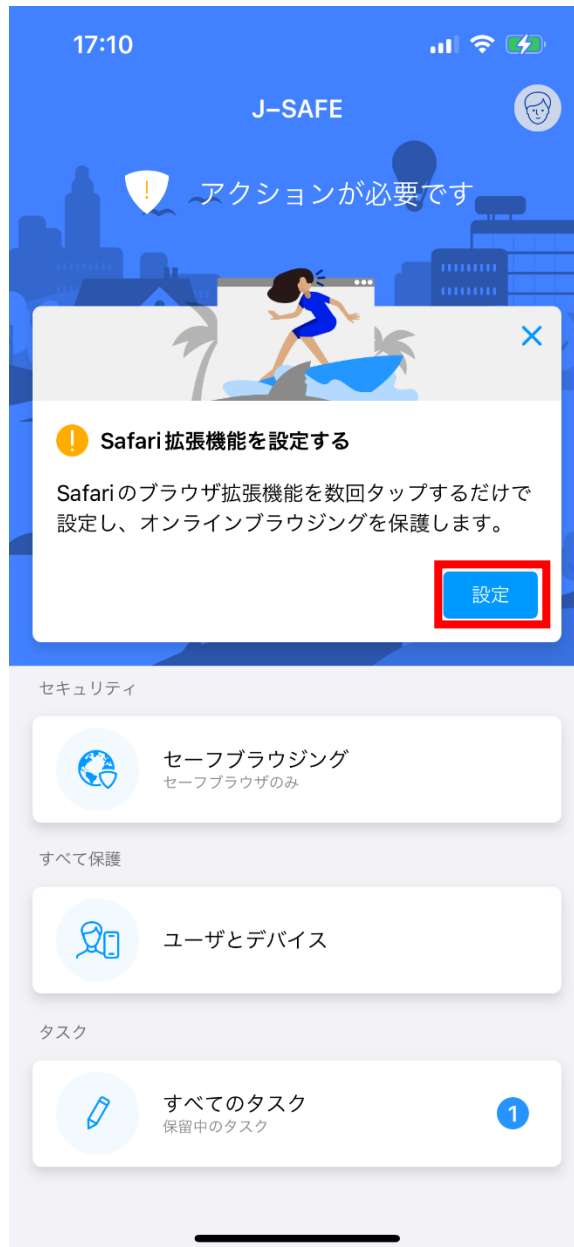 17:10
J-SAFE
アクションが必要です
Safari拡張機能を設定する
Safariのブラウザ拡張機能を数回タップするだけで
設定し、オンラインブラウジングを保護します。
設定
セキュリティ
セーフブラウジング
セーフブラウザのみ
すべて保護
ユーザとデバイス
タスク
すべてのタスク
保留中のタスク
1